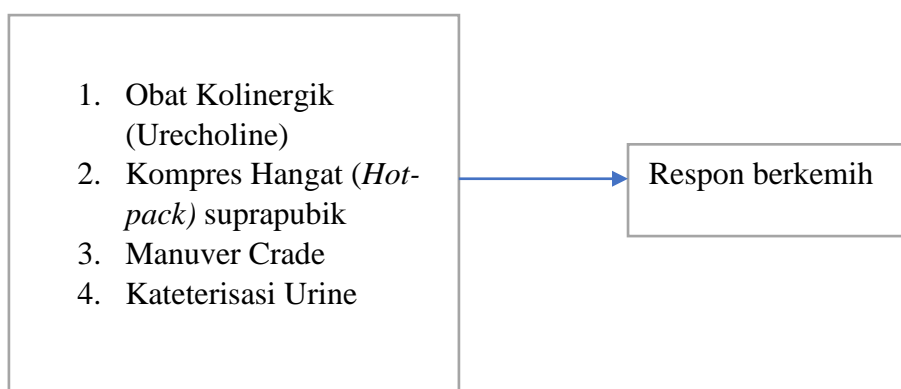 1. Obat Kolinergik
(Urecholine)
2. Kompres Hangat (Hot-
pack) suprapubik
3. Manuver Crade
4. Kateterisasi Urine
Respon berkemih